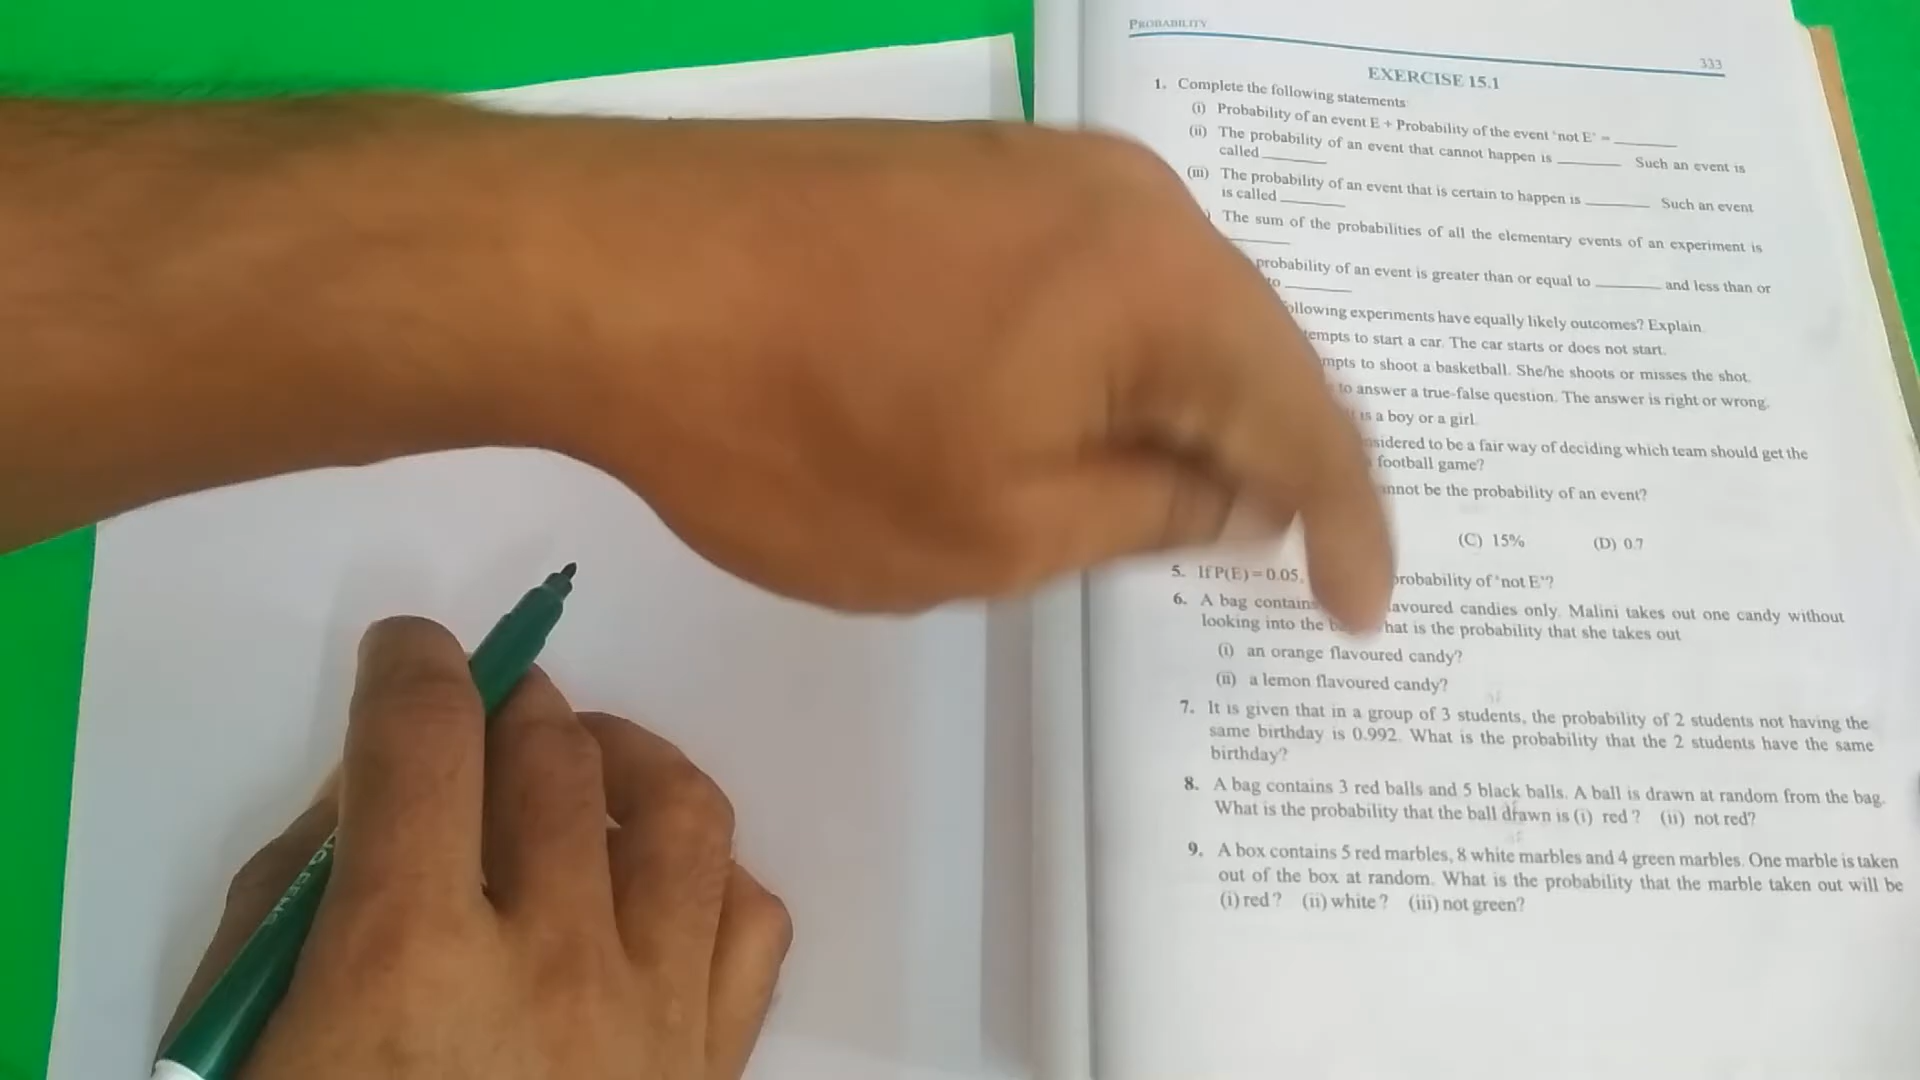 PROBABILITY
333
EXERCISE 15.1
1. Complete the following statements
(i) Probability of an event E + Probability of the event 'not E' =
(ii) The probability of an event that cannot happen is Such an event is
called
(iii) The probability of an event that is certain to happen is Such an event
is called
The sum of the probabilities of all the elementary events of an experiment is
probability of an event is greater than or equal to and less than or
to
following experiments have equally likely outcomes? Explain.
to start a car. The car starts or does not start.
to shoot a basketball. She/he shoots or misses the shot.
to answer a true-false question. The answer is right or wrong.
is a boy or a girl.
to be a fair way of deciding which team should get the
football game?
be the probability of an event?
(C) 15% (D) 0.7
5. If P(E) = 0.05, probability of 'not E'?
6. A bag contains candies only. Malini takes out one candy without
looking into the is the probability that she takes out
(i) an orange flavoured candy?
(ii) a lemon flavoured candy?
7. It is given that in a group of 3 students, the probability of 2 students not having the
same birthday is 0.992. What is the probability that the 2 students have the same
birthday?
8. A bag contains 3 red balls and 5 black balls. A ball is drawn at random from the bag.
What is the probability that the ball drawn is (i) red ? (ii) not red?
9. A box contains 5 red marbles, 8 white marbles and 4 green marbles. One marble is taken
out of the box at random. What is the probability that the marble taken out will be
(i) red ? (ii) white ? (iii) not green?